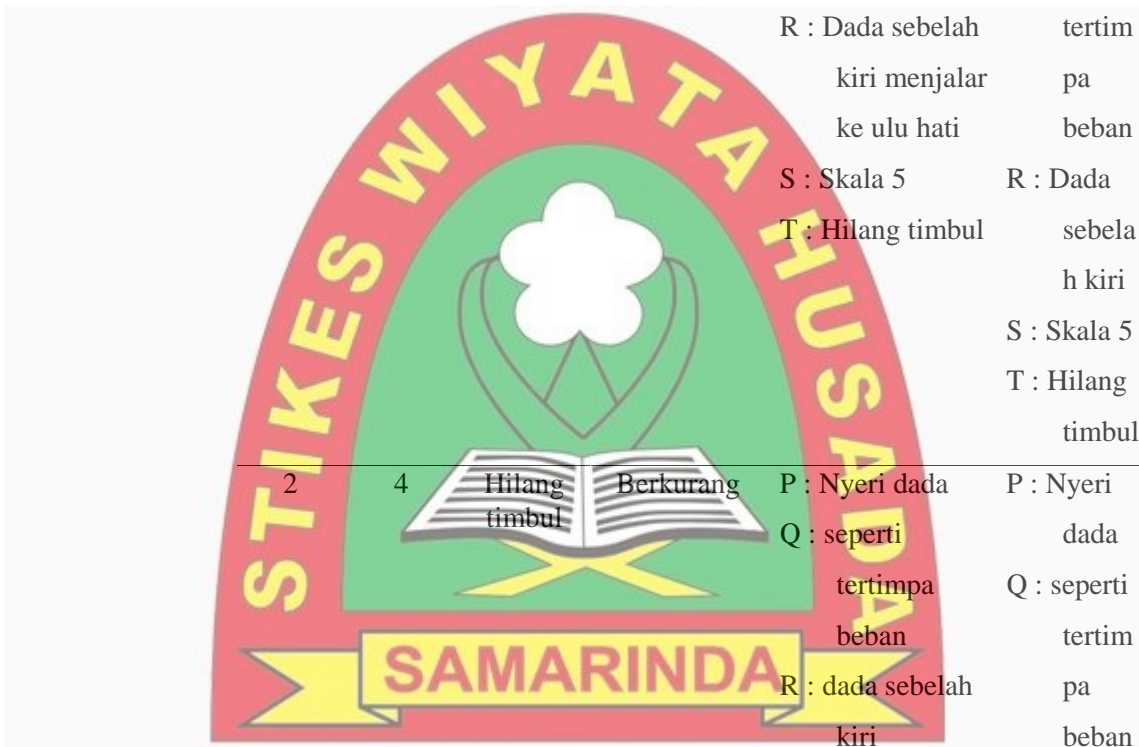 R : Dada sebelah
kiri menjalar
ke ulu hati
S : Skala 5
T : Hilang timbul
tertim
pa
beban
R : Dada
sebela
h kiri
S : Skala 5
T : Hilang
timbul
2
4
Hilang
timbul
Berkurang
P : Nyeri dada
Q : seperti
tertimpa
beban
R : dada sebelah
kiri
P : Nyeri
dada
Q : seperti
tertim
pa
beban
STIKES WIYATA HUSADA
SAMARINDA